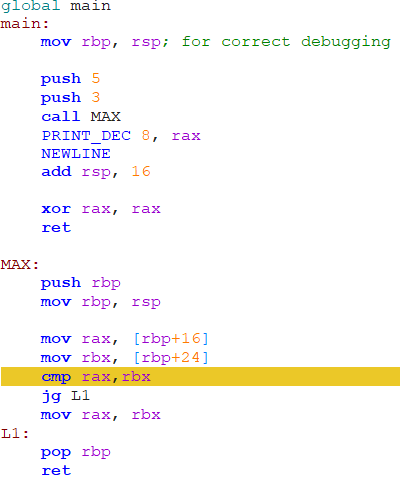 global main
main:
    mov rbp, rsp; for correct debugging

    push 5
    push 3
    call MAX
    PRINT_DEC 8, rax
    NEWLINE
    add rsp, 16

    xor rax, rax
    ret

MAX:
    push rbp
    mov rbp, rsp

    mov rax, [rbp+16]
    mov rbx, [rbp+24]
    cmp rax,rbx
    jg L1
    mov rax, rbx
L1:
    pop rbp
    ret